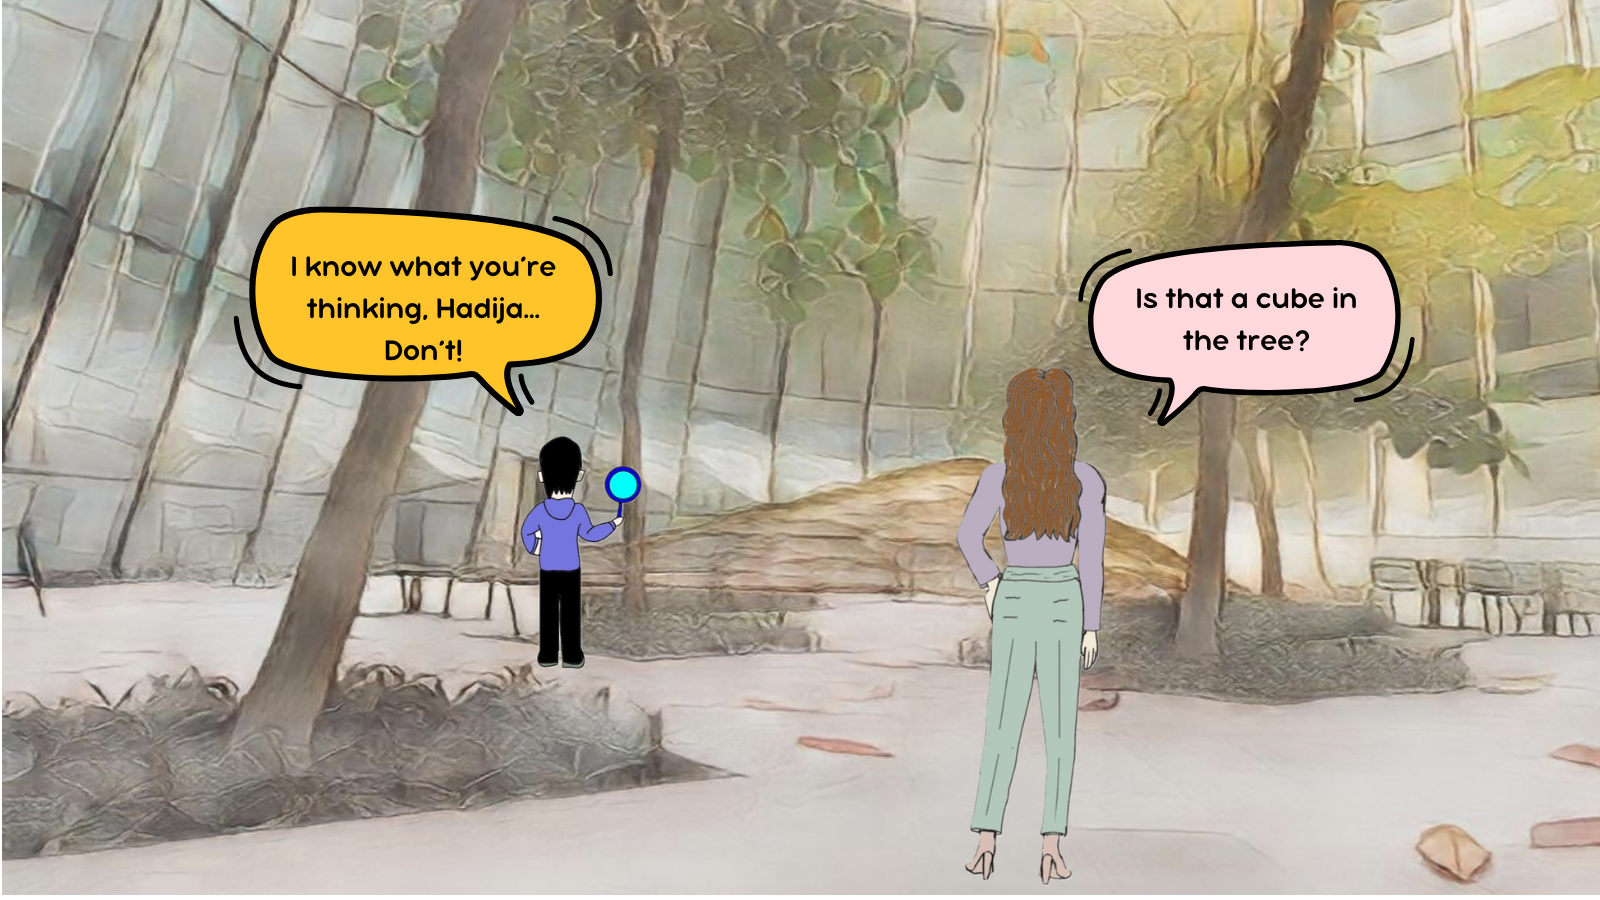 I know what you're
thinking, Hadija...
Don't!
Is that a cube in
the tree?